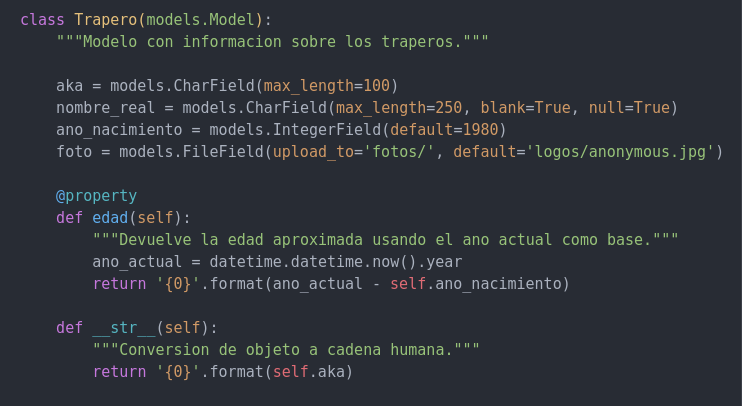 class Trapero(models.Model):
    """Modelo con informacion sobre los traperos."""

    aka = models.CharField(max_length=100)
    nombre_real = models.CharField(max_length=250, blank=True, null=True)
    ano_nacimiento = models.IntegerField(default=1980)
    foto = models.FileField(upload_to='fotos/', default='logos/anonymous.jpg')

    @property
    def edad(self):
        """Devuelve la edad aproximada usando el ano actual como base."""
        ano_actual = datetime.datetime.now().year
        return '{0}'.format(ano_actual - self.ano_nacimiento)

    def __str__(self):
        """Conversion de objeto a cadena humana."""
        return '{0}'.format(self.aka)